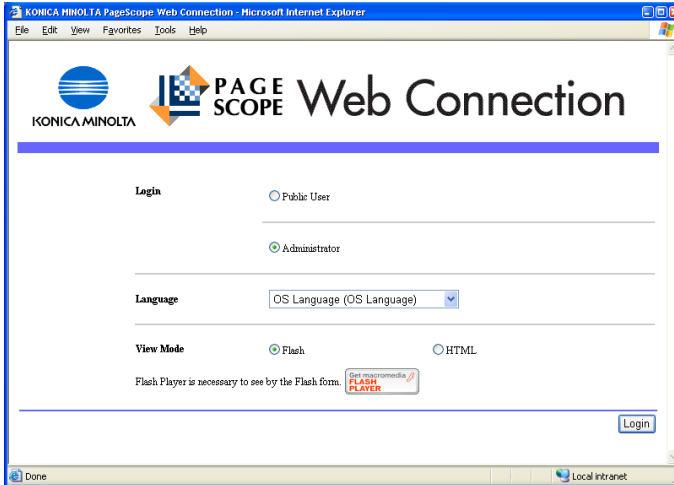 KONICA MINOLTA PageScope Web Connection - Microsoft Internet Explorer
File Edit View Favorites Tools Help
KONICA MINOLTA
PAGE SCOPE Web Connection
Login
Public User
Administrator
Language
OS Language (OS Language)
View Mode
Flash
HTML
Flash Player is necessary to see by the Flash form.
Get macromedia
FLASH
PLAYER
Login
Done
Local intranet